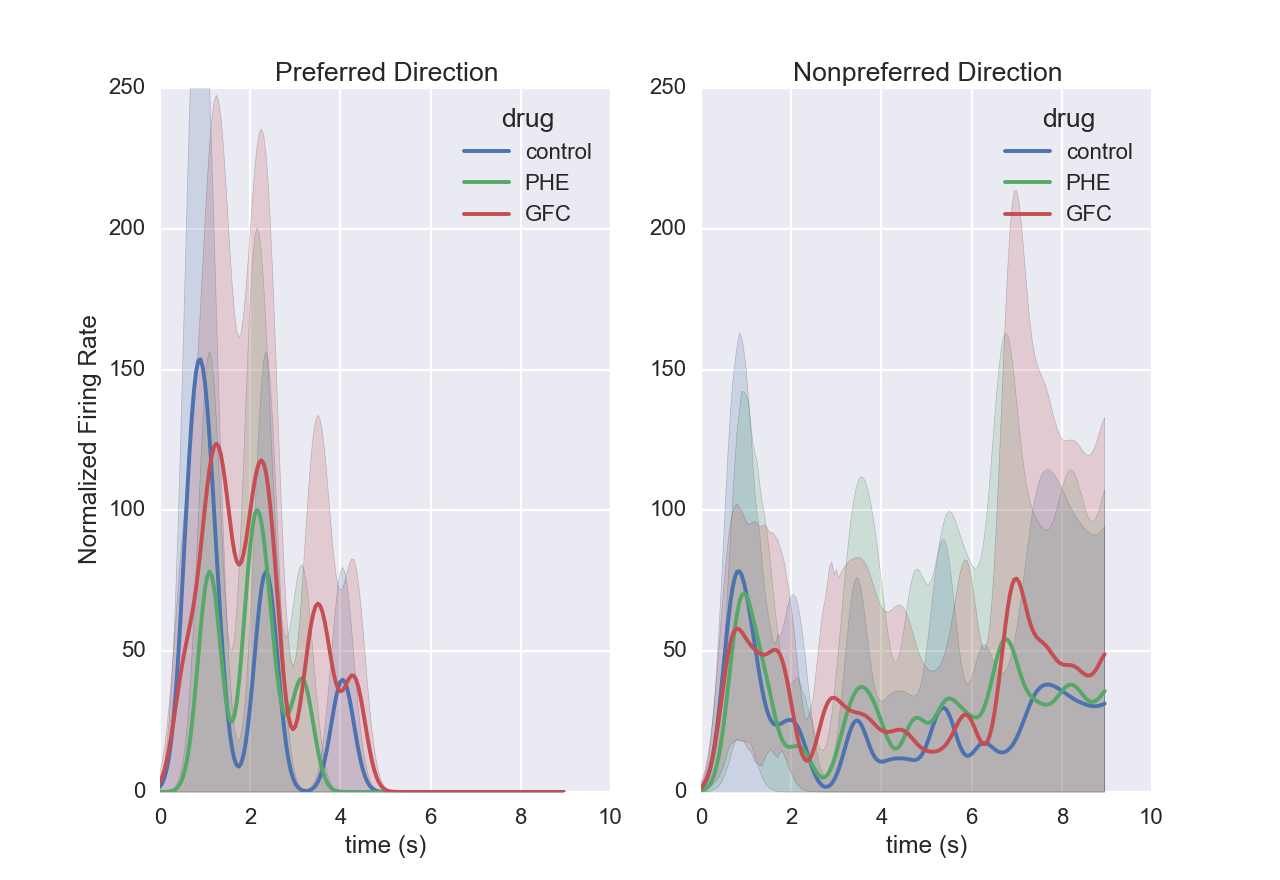 Preferred Direction
Nonpreferred Direction
250
200
150
100
50
0
Normalized Firing Rate
drug
control
PHE
GFC
0 2 4 6 8 10
time (s)
250
200
150
100
50
0
drug
control
PHE
GFC
0 2 4 6 8 10
time (s)